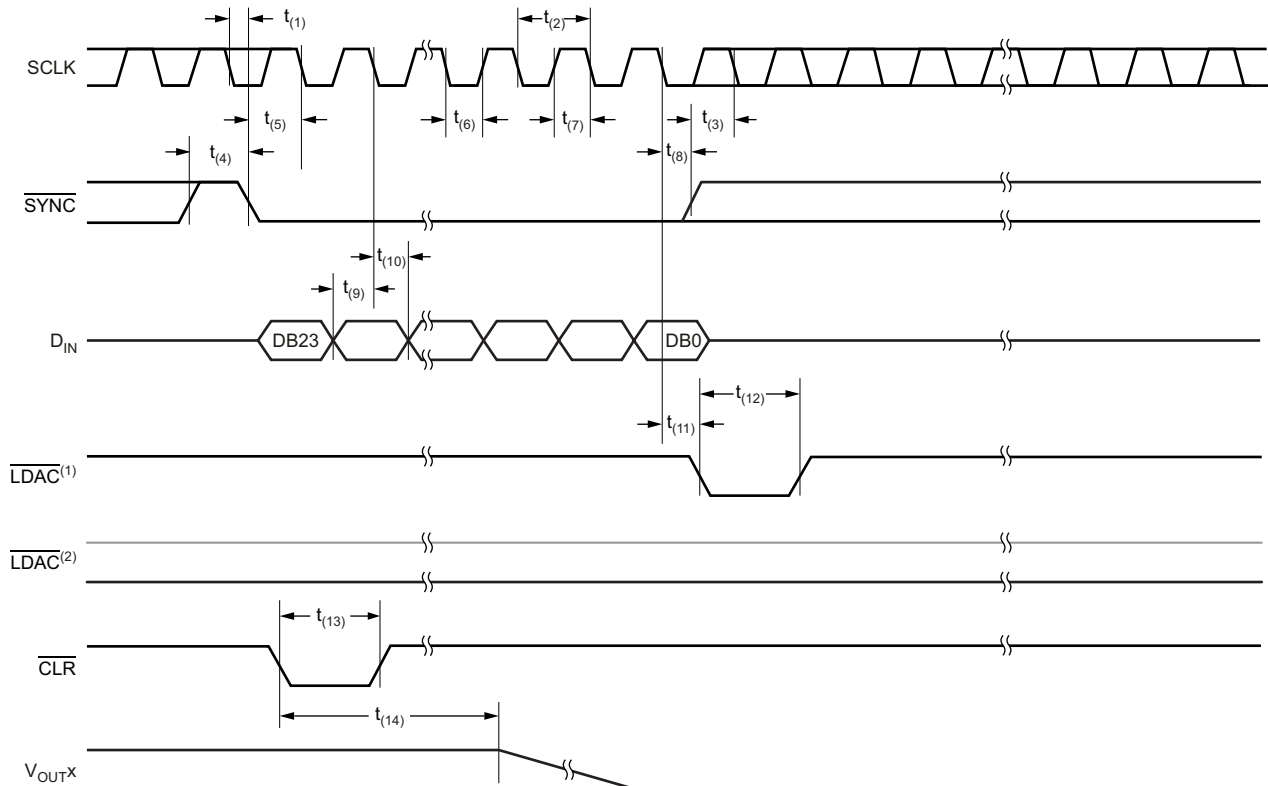 t(1)
t(2)
SCLK
t(5)
t(6)
t(7)
t(3)
t(4)
t(8)
SYNC
t(10)
t(9)
DIN
DB23
DB0
t(12)
t(11)
LDAC(1)
LDAC(2)
t(13)
CLR
t(14)
VOUTX